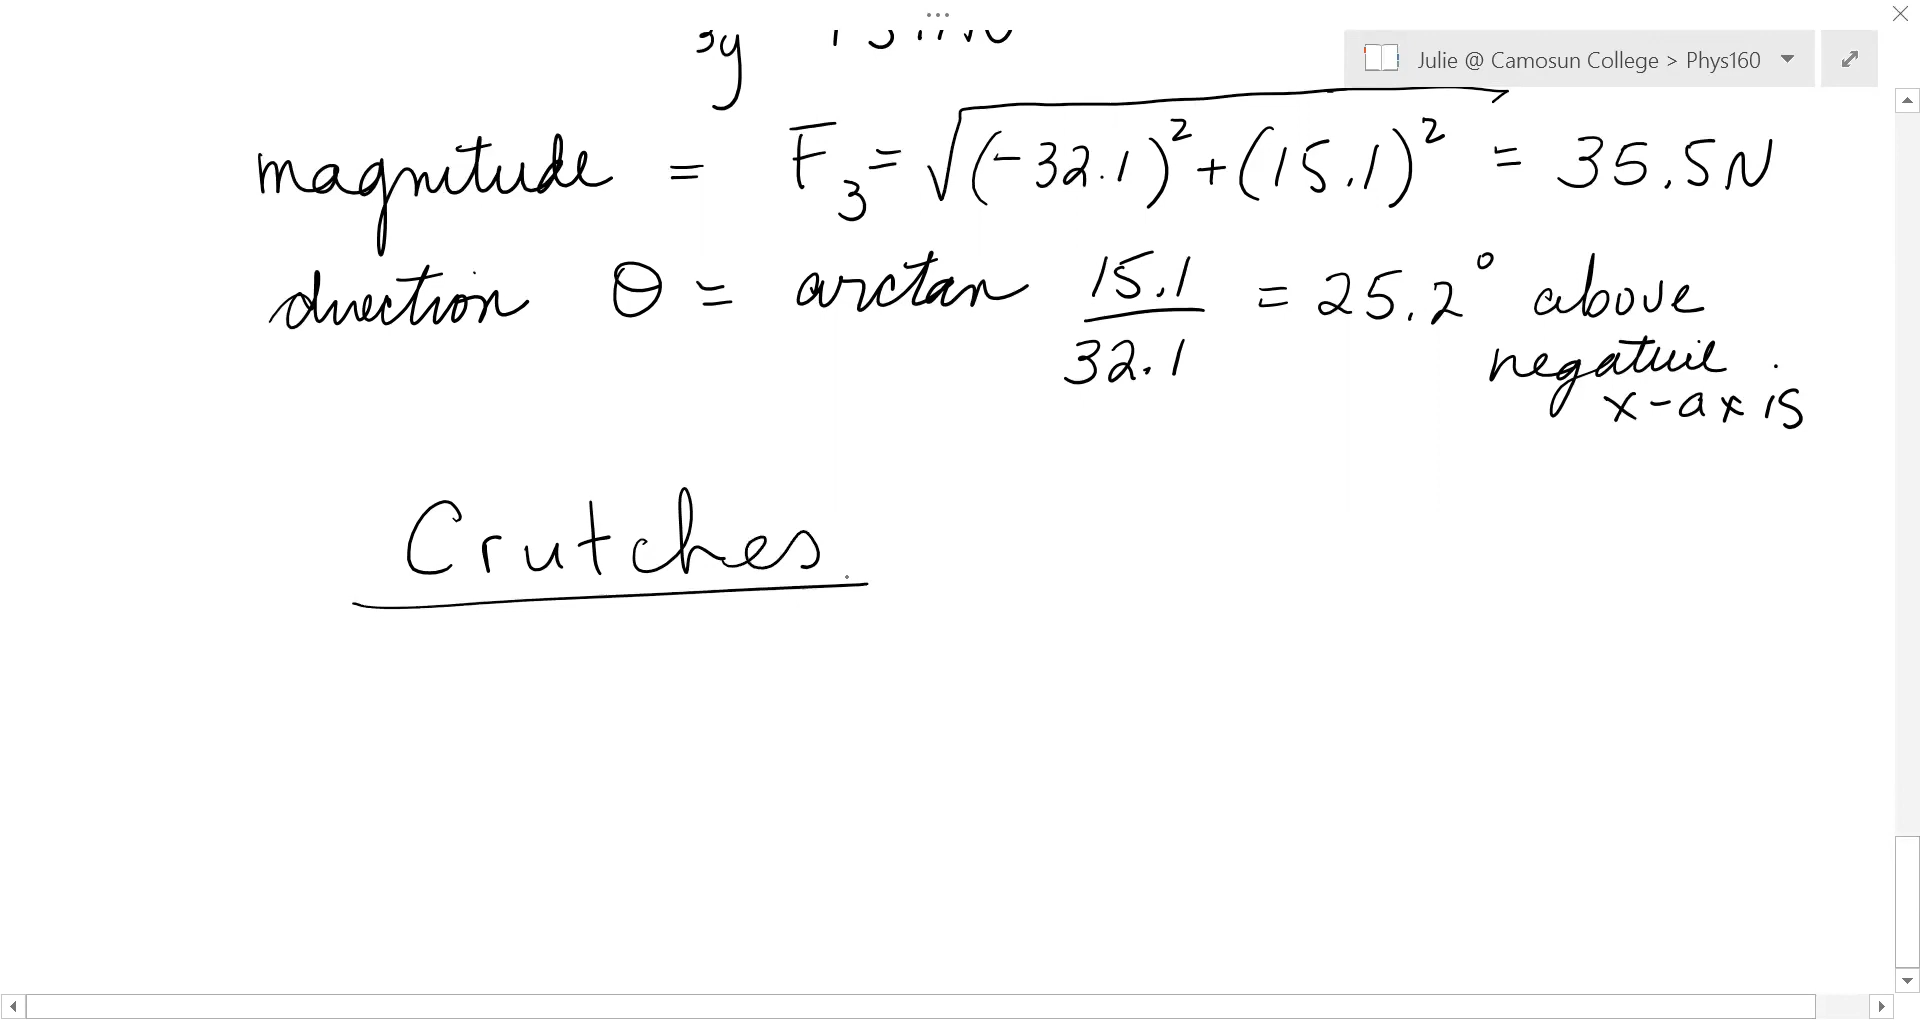 Julie @ Camosun College > Phys160
magnitude = F₃ = √(-32.1)² + (15.1)² = 35.5N
direction θ = arctan 15.1/32.1 = 25.2° above
negative
x-axis
Crutches